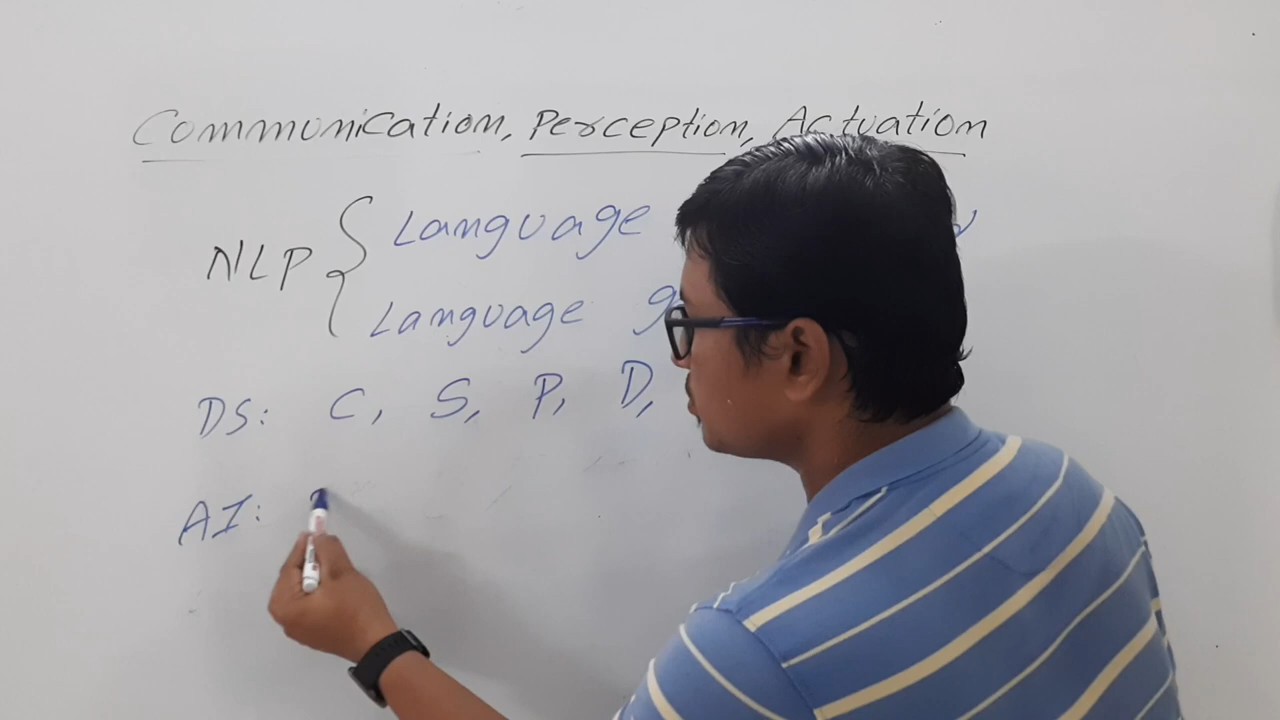 Communication, Perception, Actuation
NLP { Language
Language
DS: C, S, P, D,
AI: